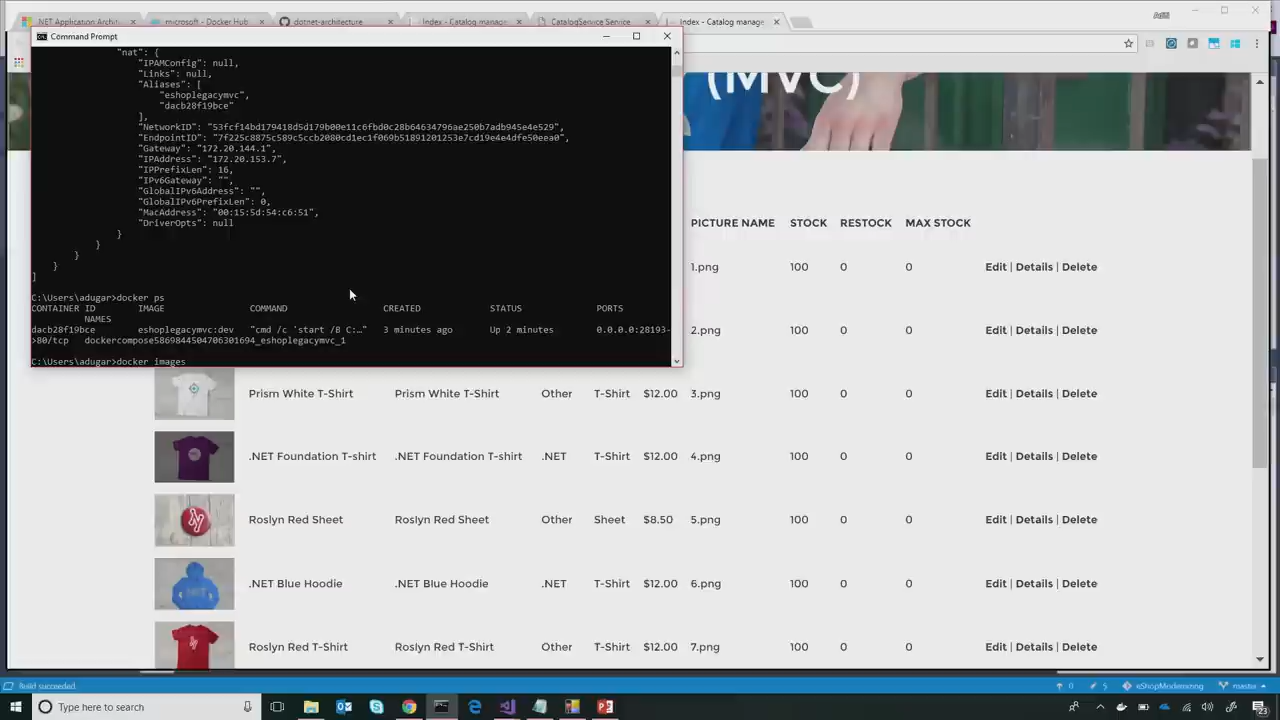 .NET Application Archite
microsoft - Docker Hub
dotnet-architecture
Index - Catalog manage
CatalogService Service
Index - Catalog manage
Command Prompt
(MVC)
"nat": {
"IPAMConfig": null,
"Links": null,
"Aliases": [
"eshoplegacymvc",
"dacb28f19bce"
],
"NetworkID": "53fcf14bd179418d5d179b00e11c6fbd0c28b64634796ae250b7adb945e4e529",
"EndpointID": "7f225c8875c589c5ccb2080cd1ec1f069b51891201253e7cd19e4e4dfe50eea0",
"Gateway": "172.20.144.1",
"IPAddress": "172.20.153.7",
"IPPrefixLen": 16,
"IPv6Gateway": "",
"GlobalIPv6Address": "",
"GlobalIPv6PrefixLen": 0,
"MacAddress": "00:15:5d:54:c6:51",
"DriverOpts": null
}
}
}
}
]
C:\Users\adugar>docker ps
CONTAINER ID IMAGE COMMAND CREATED STATUS PORTS
NAMES
dacb28f19bce eshoplegacymvc:dev "cmd /c 'start /B C:…" 3 minutes ago Up 2 minutes 0.0.0.0:28193-
>80/tcp dockercompose5869844504706301694_eshoplegacymvc_1
C:\Users\adugar>docker images
PICTURE NAME STOCK RESTOCK MAX STOCK
1.png 100 0 0 Edit | Details | Delete
2.png 100 0 0 Edit | Details | Delete
Prism White T-Shirt Prism White T-Shirt Other T-Shirt $12.00 3.png 100 0 0 Edit | Details | Delete
.NET Foundation T-shirt .NET Foundation T-shirt .NET T-Shirt $12.00 4.png 100 0 0 Edit | Details | Delete
Roslyn Red Sheet Roslyn Red Sheet Other Sheet $8.50 5.png 100 0 0 Edit | Details | Delete
.NET Blue Hoodie .NET Blue Hoodie .NET T-Shirt $12.00 6.png 100 0 0 Edit | Details | Delete
Roslyn Red T-Shirt Roslyn Red T-Shirt Other T-Shirt $12.00 7.png 100 0 0 Edit | Details | Delete
Build succeeded.
0 5 eShopModernizing master
Type here to search